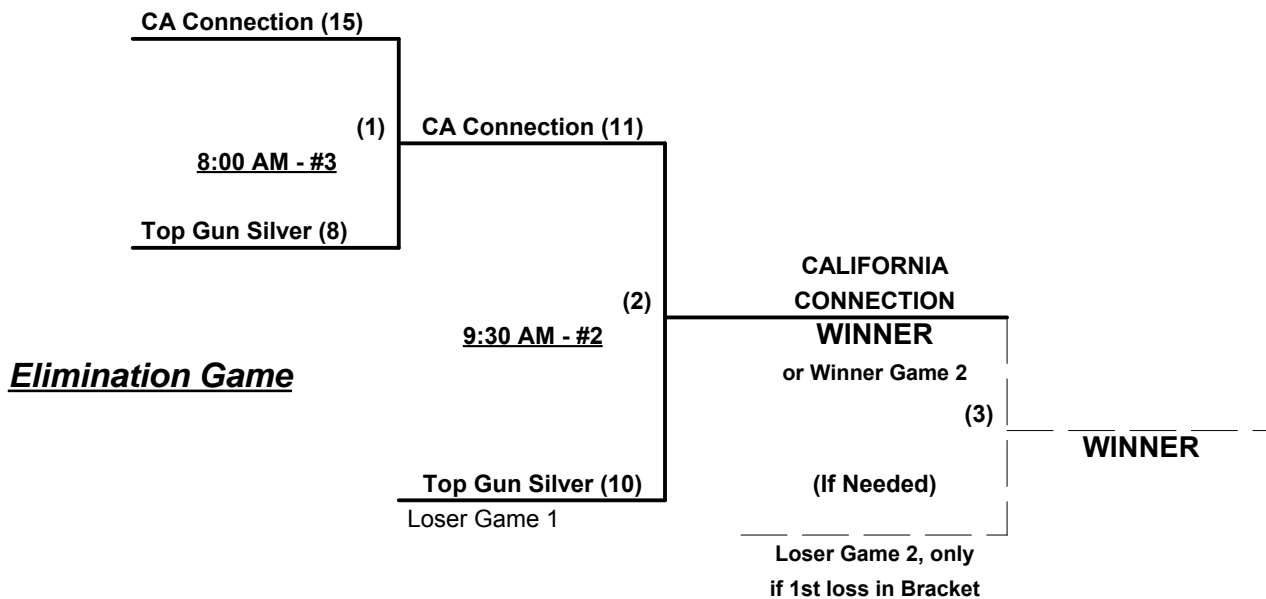 CA Connection (15)
(1)
CA Connection (11)
8:00 AM - #3
Top Gun Silver (8)
CALIFORNIA
CONNECTION
(2)
9:30 AM - #2
WINNER
or Winner Game 2
Elimination Game
(3)
WINNER
Top Gun Silver (10)
(If Needed)
Loser Game 1
Loser Game 2, only
if 1st loss in Bracket